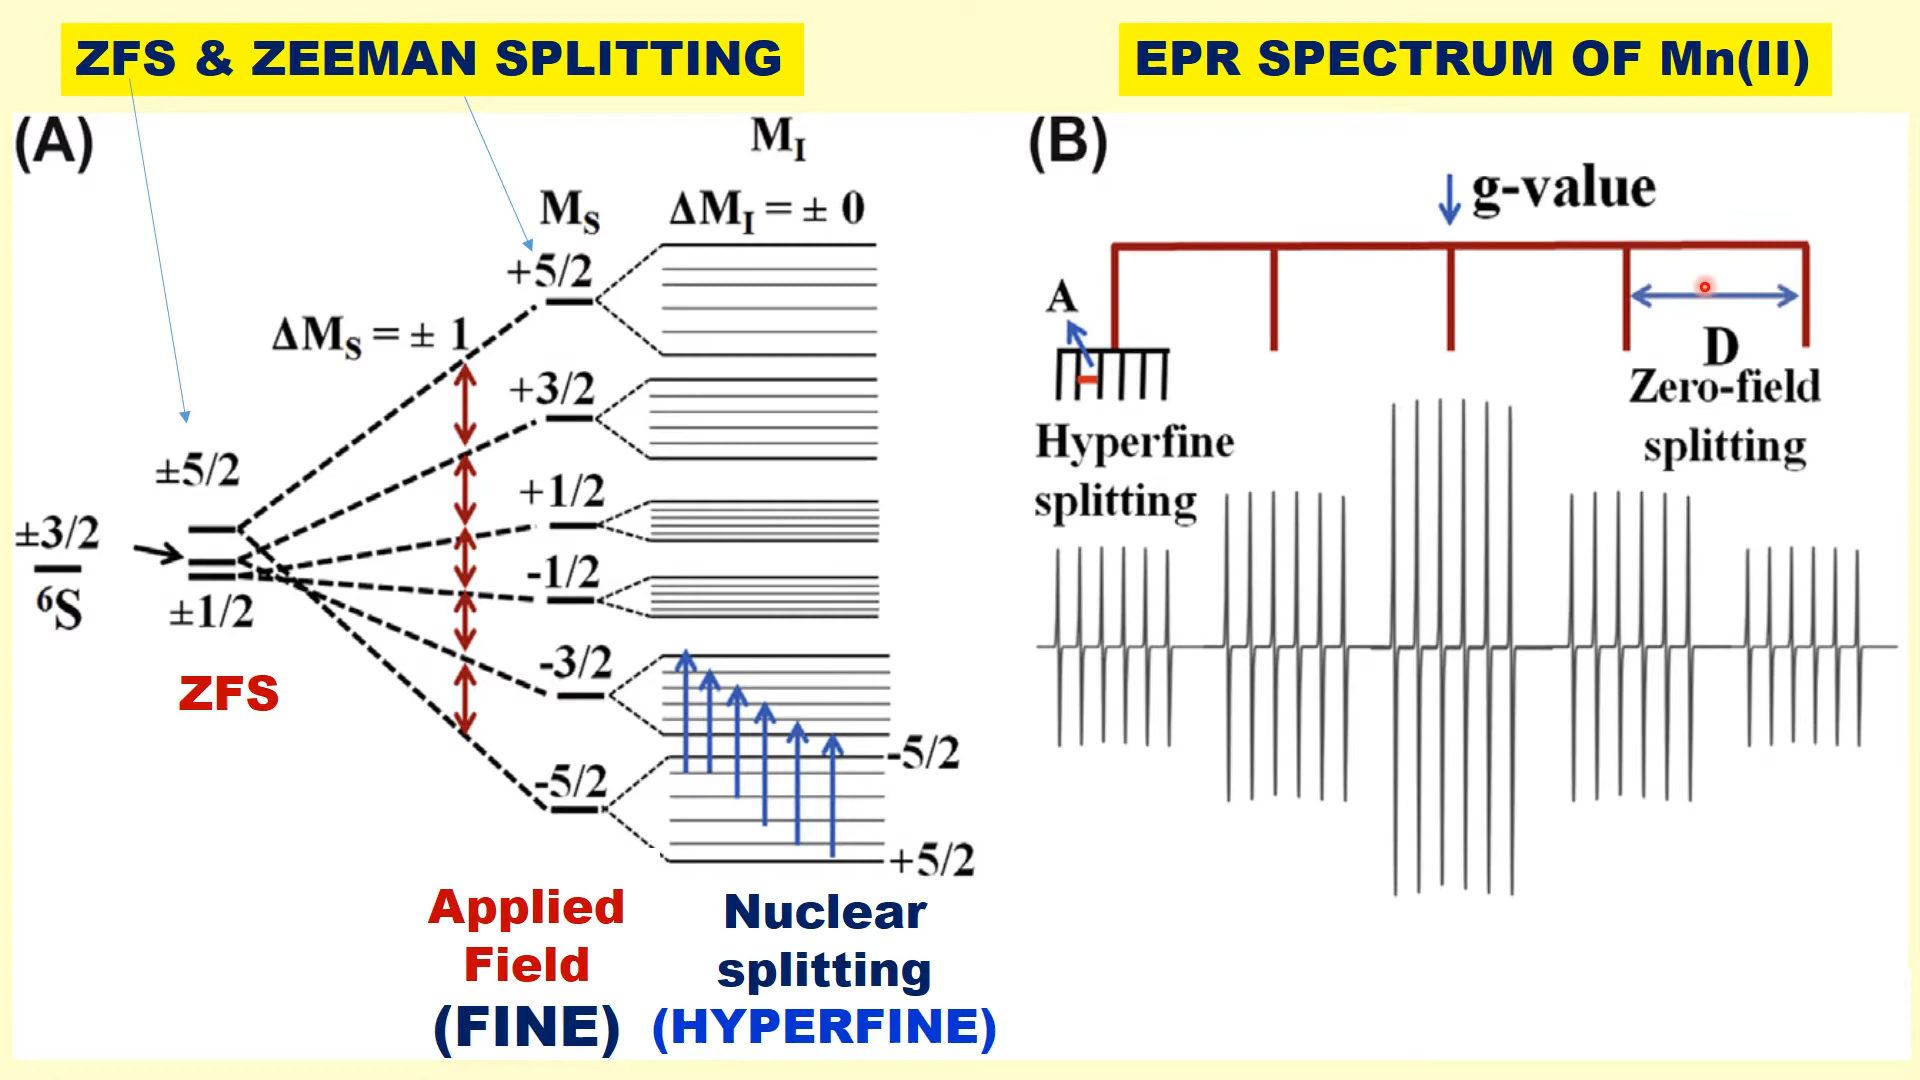 ZFS & ZEEMAN SPLITTING
EPR SPECTRUM OF Mn(II)
(A)
M_I
M_S
ΔM_I = ± 0
+5/2
ΔM_S = ± 1
+3/2
±5/2
+1/2
±3/2
-1/2
⁶S
±1/2
-3/2
ZFS
-5/2
-5/2
+5/2
Applied
Field
(FINE)
Nuclear
splitting
(HYPERFINE)
(B)
g-value
A
D
Zero-field
splitting
Hyperfine
splitting